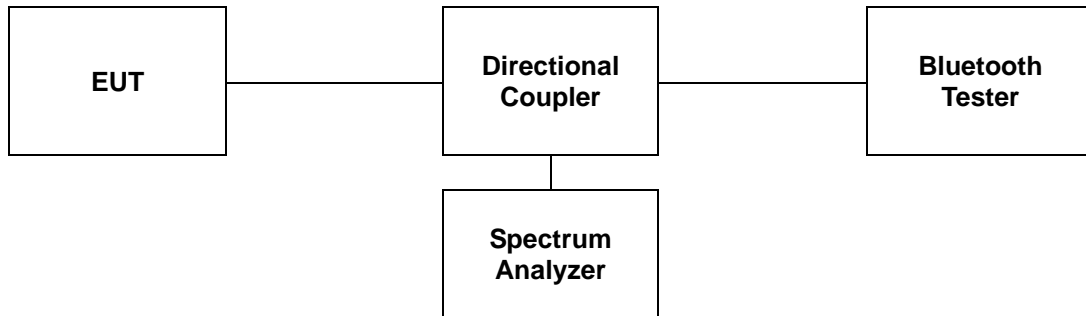 EUT
Directional
Coupler
Bluetooth
Tester
Spectrum
Analyzer